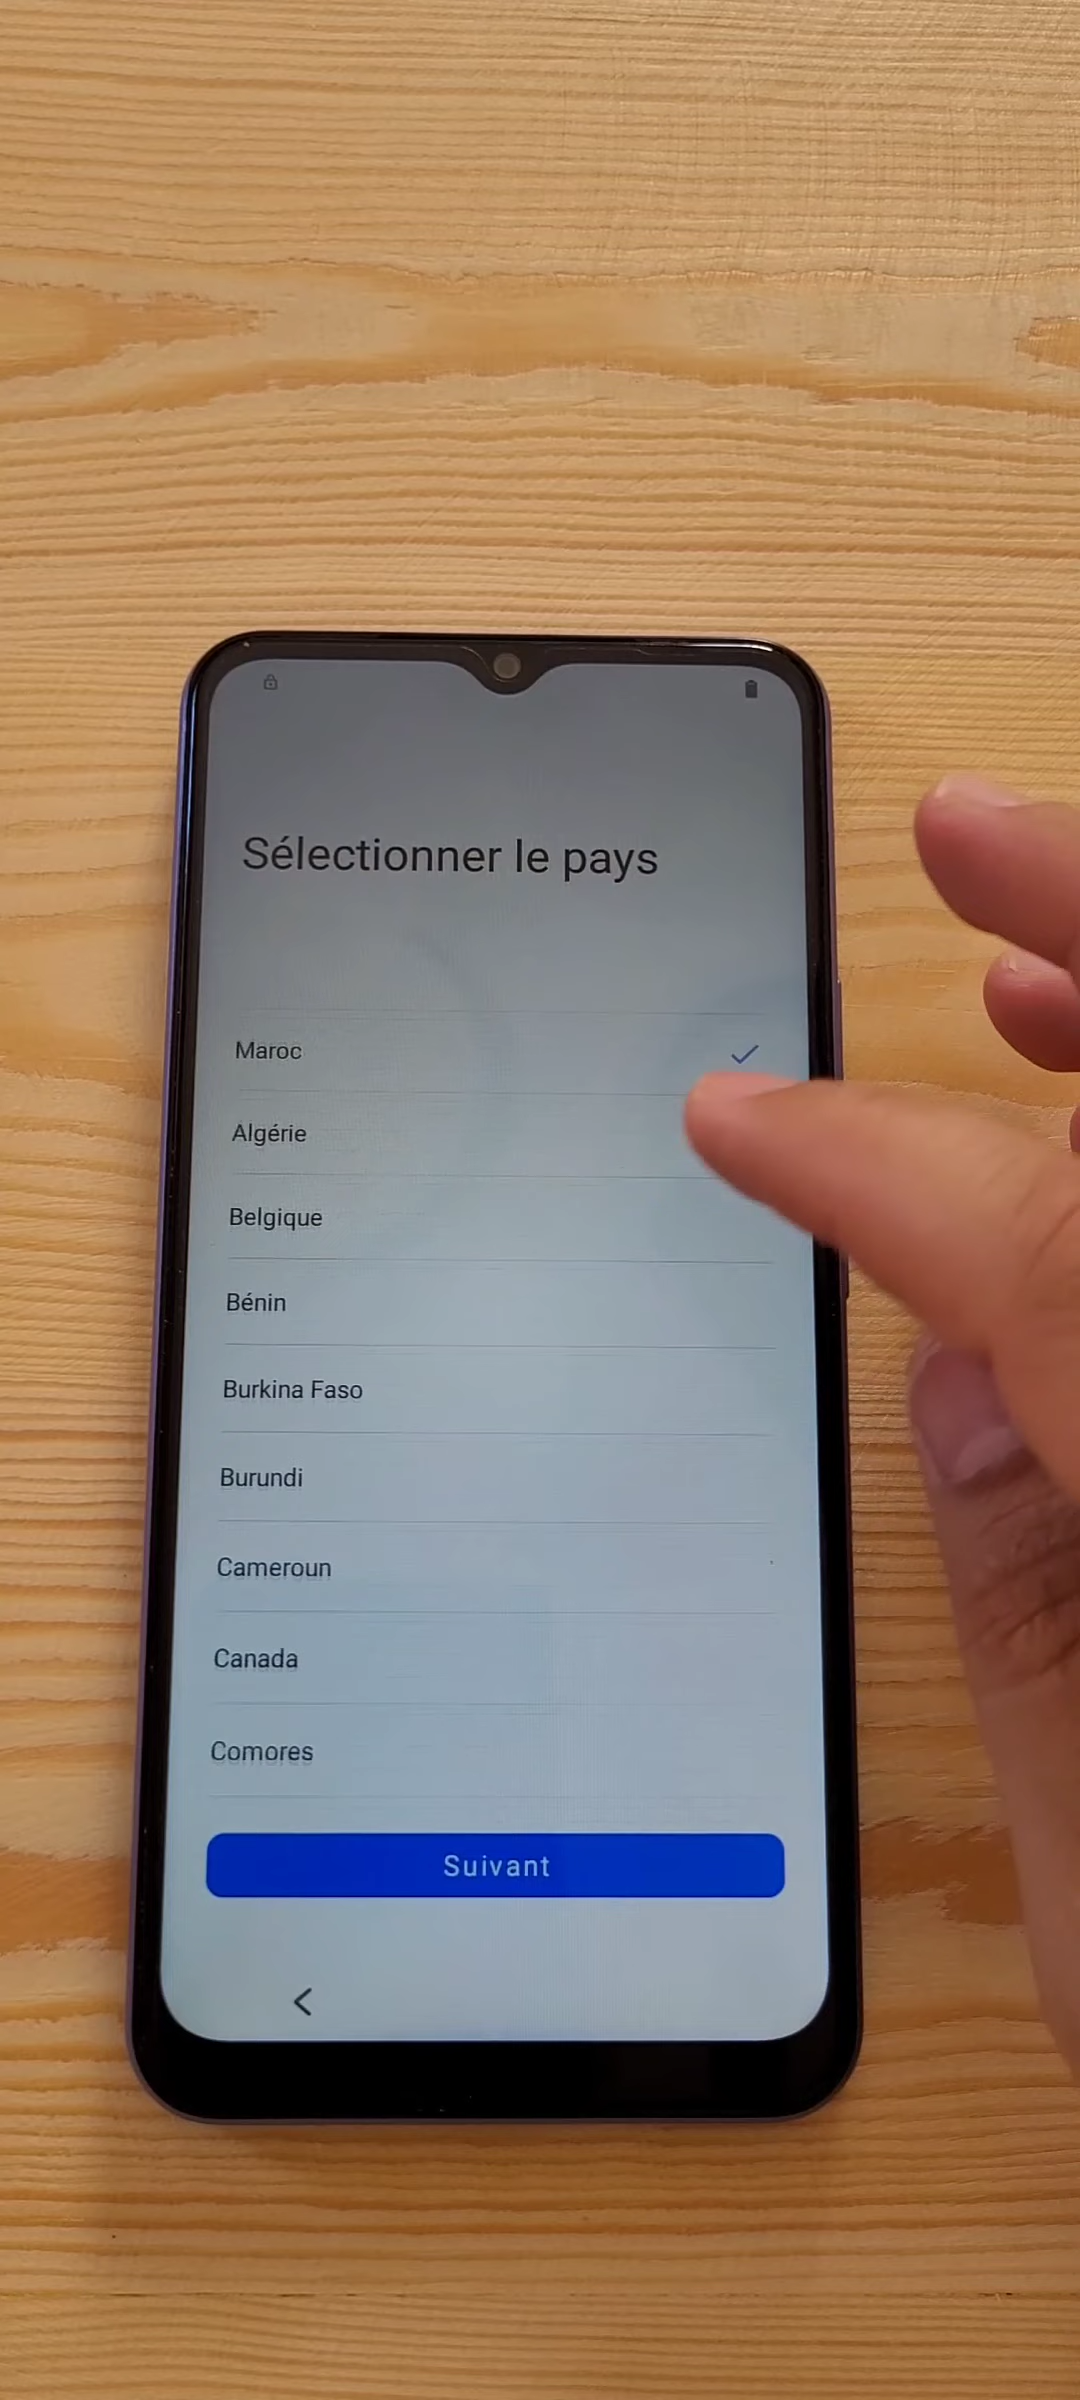 Sélectionner le pays
Maroc
Algérie
Belgique
Bénin
Burkina Faso
Burundi
Cameroun
Canada
Comores
Suivant